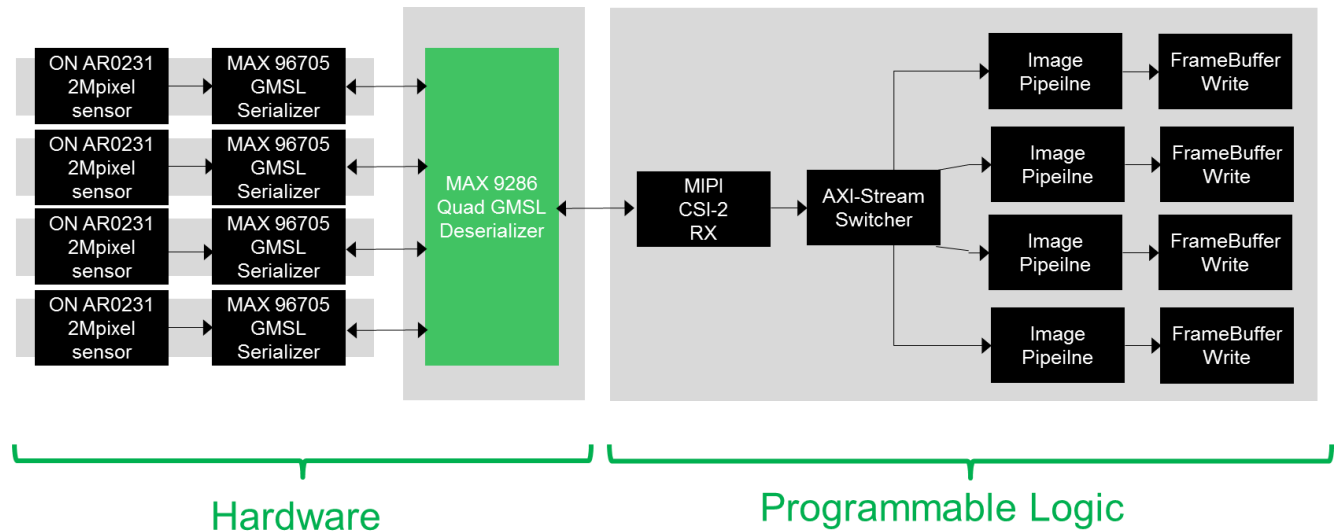 ON AR0231
2Mpixel
sensor
MAX 96705
GMSL
Serializer
ON AR0231
2Mpixel
sensor
MAX 96705
GMSL
Serializer
ON AR0231
2Mpixel
sensor
MAX 96705
GMSL
Serializer
ON AR0231
2Mpixel
sensor
MAX 96705
GMSL
Serializer
MAX 9286
Quad GMSL
Deserializer
MIPI
CSI-2
RX
AXI-Stream
Switcher
Image
Pipeilne
FrameBuffer
Write
Image
Pipeilne
FrameBuffer
Write
Image
Pipeilne
FrameBuffer
Write
Image
Pipeilne
FrameBuffer
Write
Hardware
Programmable Logic